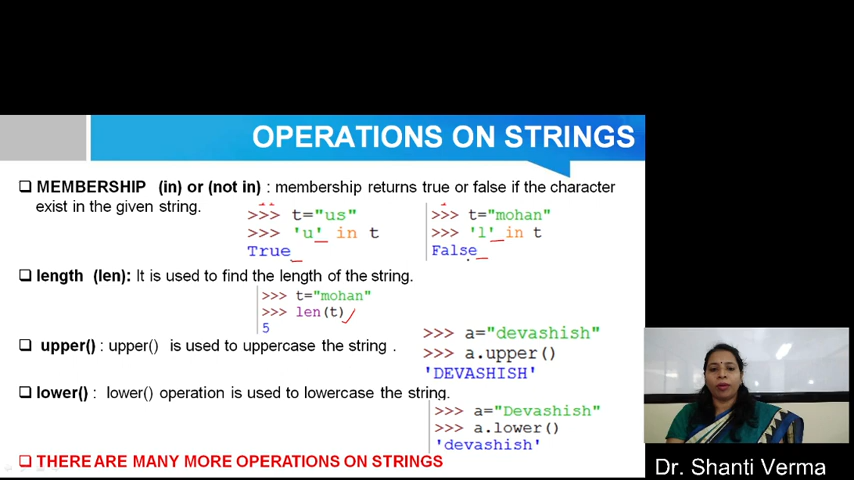 OPERATIONS ON STRINGS
❑ MEMBERSHIP (in) or (not in) : membership returns true or false if the character
exist in the given string.
>>> t="us"
>>> 'u' in t
True
>>> t="mohan"
>>> 'l' in t
False
❑ length (len): It is used to find the length of the string.
>>> t="mohan"
>>> len(t)
5
❑ upper() : upper() is used to uppercase the string .
>>> a="devashish"
>>> a.upper()
'DEVASHISH'
❑ lower() : lower() operation is used to lowercase the string.
>>> a="Devashish"
>>> a.lower()
'devashish'
❑ THERE ARE MANY MORE OPERATIONS ON STRINGS
Dr. Shanti Verma